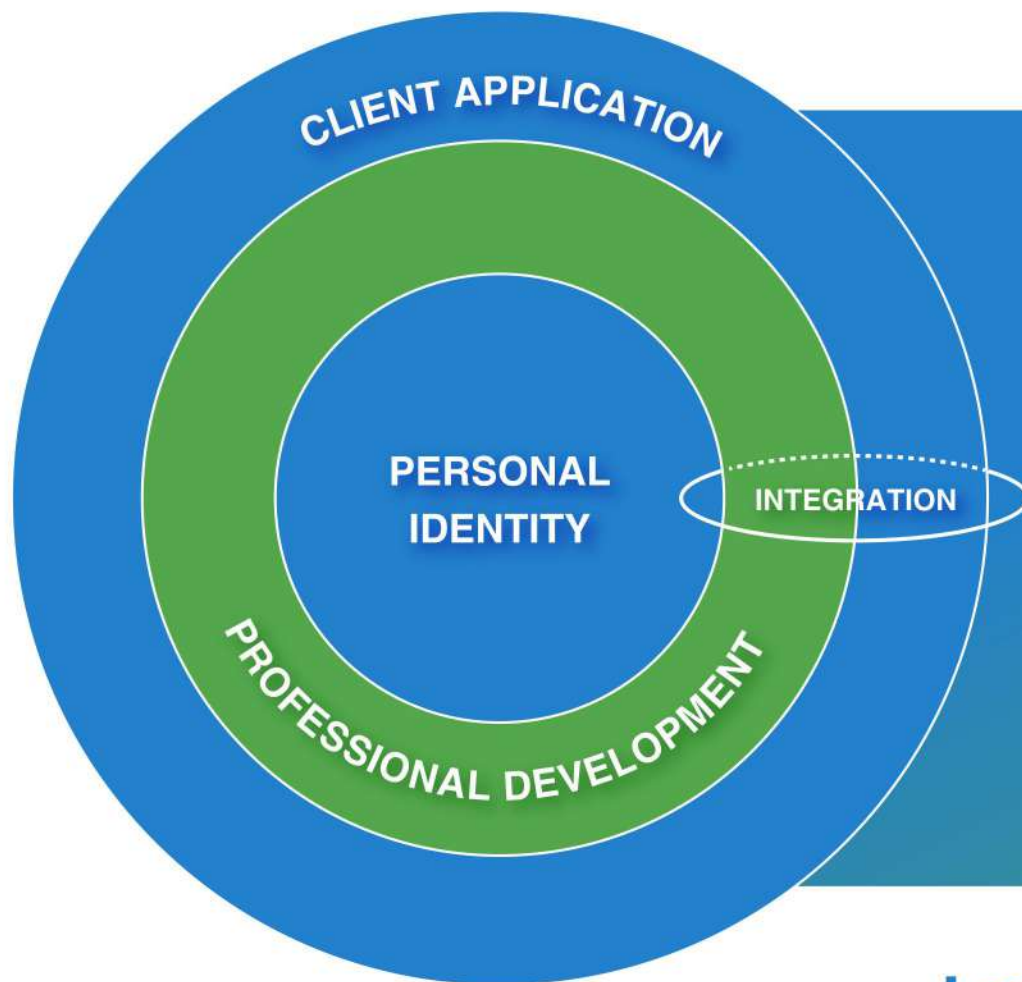 CLIENT APPLICATION
PERSONAL
IDENTITY
INTEGRATION
PROFESSIONAL DEVELOPMENT